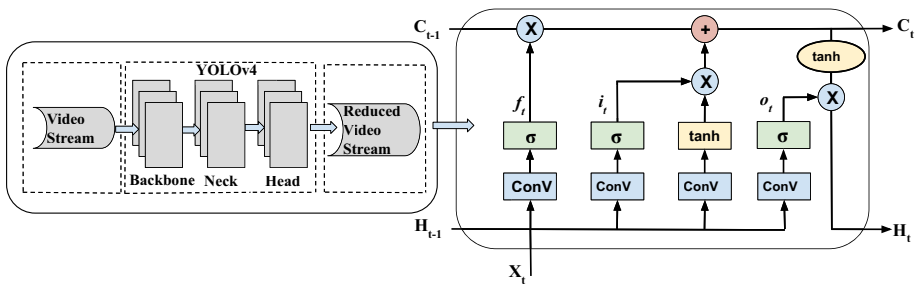 YOLOv4
Video
Stream
Backbone
Neck
Head
Reduced
Video
Stream
C_{t-1}
X
+
C_t
tanh
X
X
f_t
i_t
o_t
σ
σ
tanh
σ
ConV
ConV
ConV
ConV
H_{t-1}
H_t
X_t